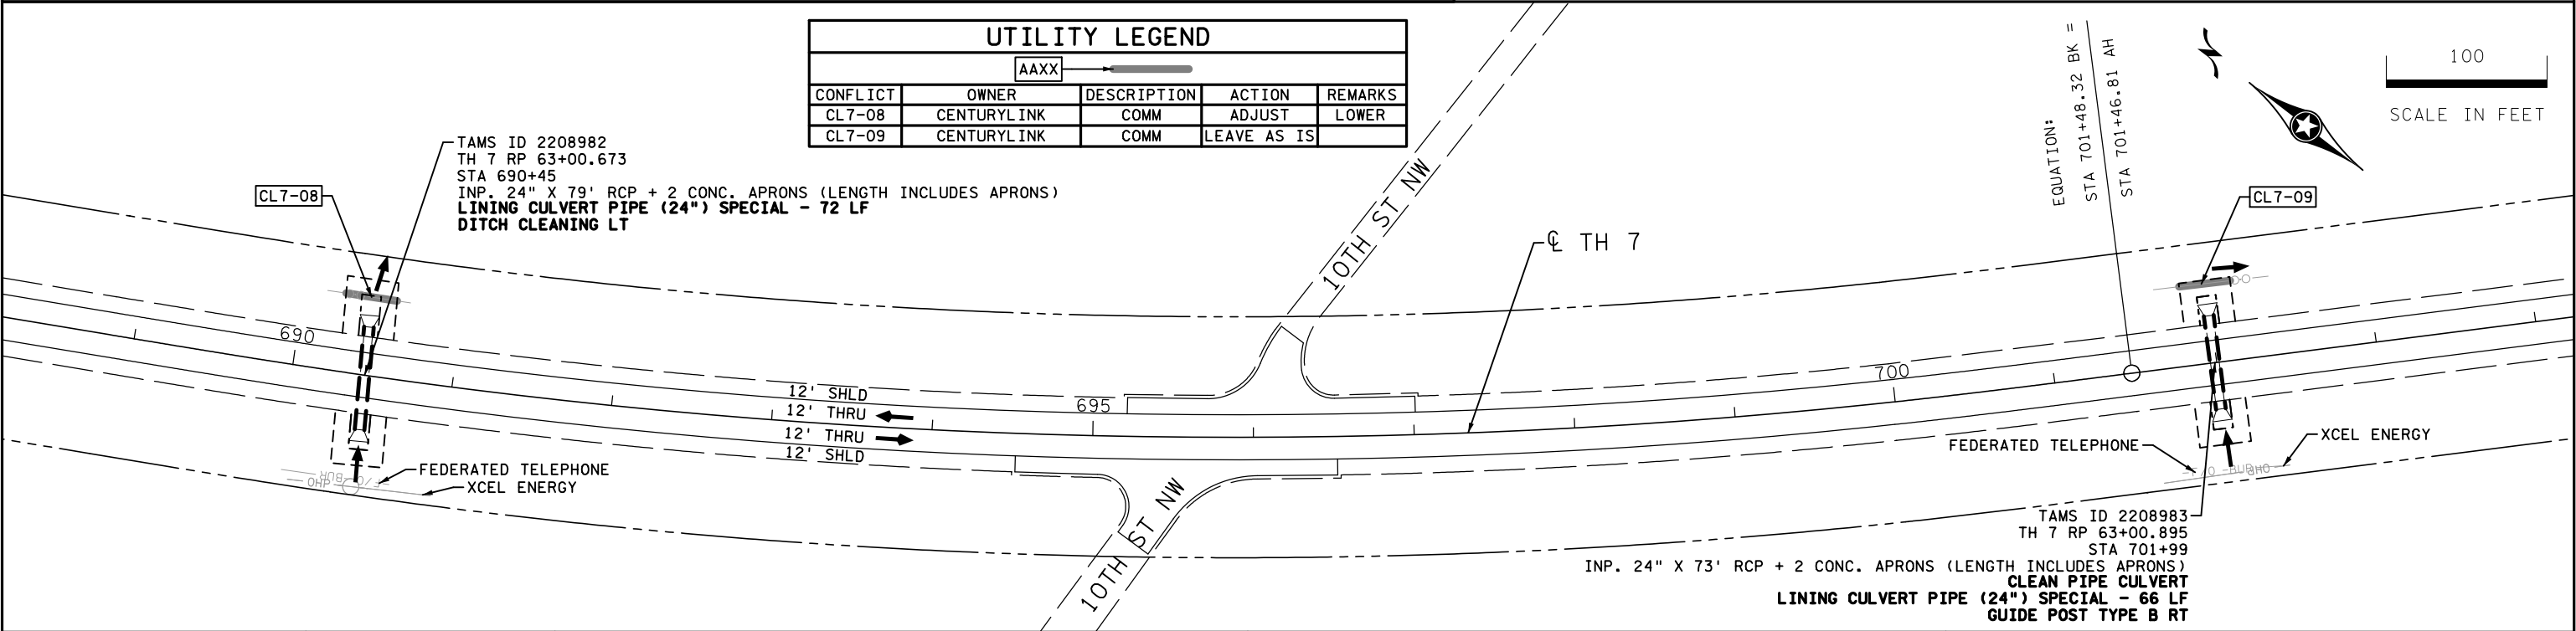 UTILITY LEGEND
AAXX
CONFLICT OWNER DESCRIPTION ACTION REMARKS
CL7-08 CENTURYLINK COMM ADJUST LOWER
CL7-09 CENTURYLINK COMM LEAVE AS IS
EQUATION:
STA 701+48.32 BK =
STA 701+46.81 AH
100
SCALE IN FEET
TAMS ID 2208982
TH 7 RP 63+00.673
STA 690+45
INP. 24" X 79' RCP + 2 CONC. APRONS (LENGTH INCLUDES APRONS)
LINING CULVERT PIPE (24") SPECIAL - 72 LF
DITCH CLEANING LT
CL7-08
CL7-09
10TH ST NW
℄ TH 7
690
695
700
12' SHLD
12' THRU
12' THRU
12' SHLD
FEDERATED TELEPHONE
XCEL ENERGY
OHP
F/O BUR
10TH ST NW
FEDERATED TELEPHONE
XCEL ENERGY
TAMS ID 2208983
TH 7 RP 63+00.895
STA 701+99
INP. 24" X 73' RCP + 2 CONC. APRONS (LENGTH INCLUDES APRONS)
CLEAN PIPE CULVERT
LINING CULVERT PIPE (24") SPECIAL - 66 LF
GUIDE POST TYPE B RT